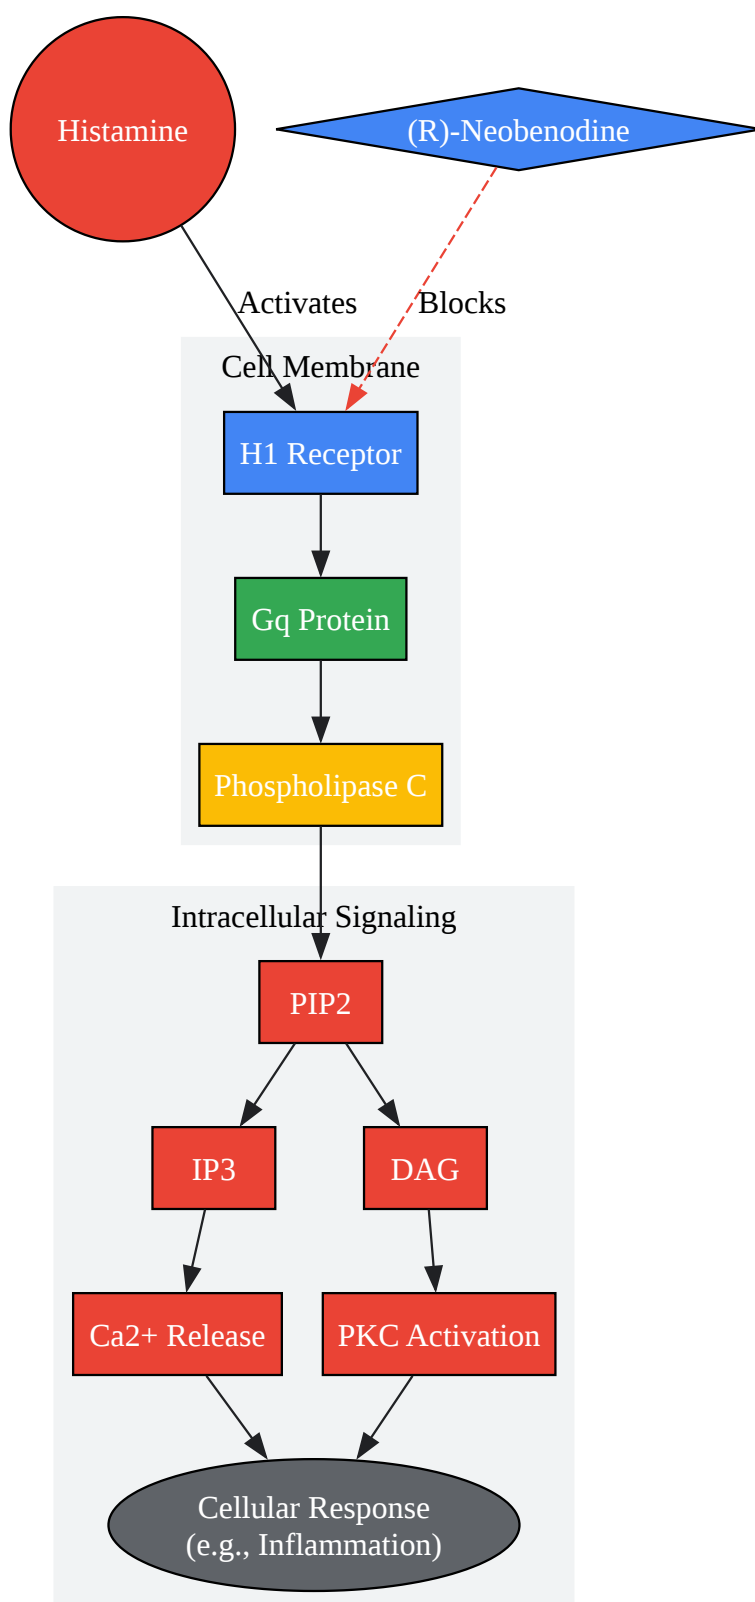 Histamine
(R)-Neobenodine
Activates
Blocks
Cell Membrane
H1 Receptor
Gq Protein
Phospholipase C
Intracellular Signaling
PIP2
IP3
DAG
Ca2+ Release
PKC Activation
Cellular Response
(e.g., Inflammation)